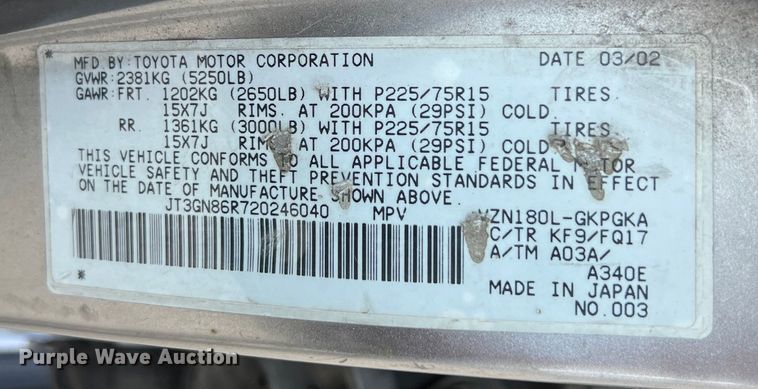 MFD.BY:TOYOTA MOTOR CORPORATION DATE 03/02
GVWR:2381KG (5250LB)
GAWR:FRT. 1202KG (2650LB) WITH P225/75R15 TIRES.
15X7J RIMS. AT 200KPA (29PSI) COLD.
RR. 1361KG (3000LB) WITH P225/75R15 TIRES.
15X7J RIMS. AT 200KPA (29PSI) COLD.
THIS VEHICLE CONFORMS TO ALL APPLICABLE FEDERAL MOTOR
VEHICLE SAFETY AND THEFT PREVENTION STANDARDS IN EFFECT
ON THE DATE OF MANUFACTURE SHOWN ABOVE.
JT3GN86R720246040 MPV VZN180L-GKPGKA
C/TR KF9/FQ17
A/TM A03A/
A340E
MADE IN JAPAN
NO.003
Purple Wave Auction